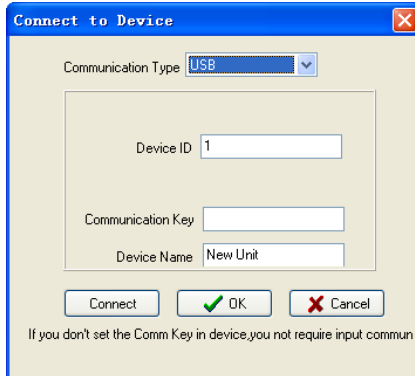 Connect to Device
Communication Type USB
Device ID 1
Communication Key
Device Name New Unit
Connect OK Cancel
If you don't set the Comm Key in device,you not require input commun